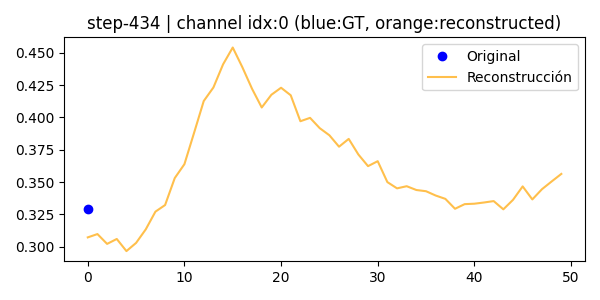 step-434 | channel idx:0 (blue:GT, orange:reconstructed)
Original
Reconstrucción
0.450
0.425
0.400
0.375
0.350
0.325
0.300
0 10 20 30 40 50